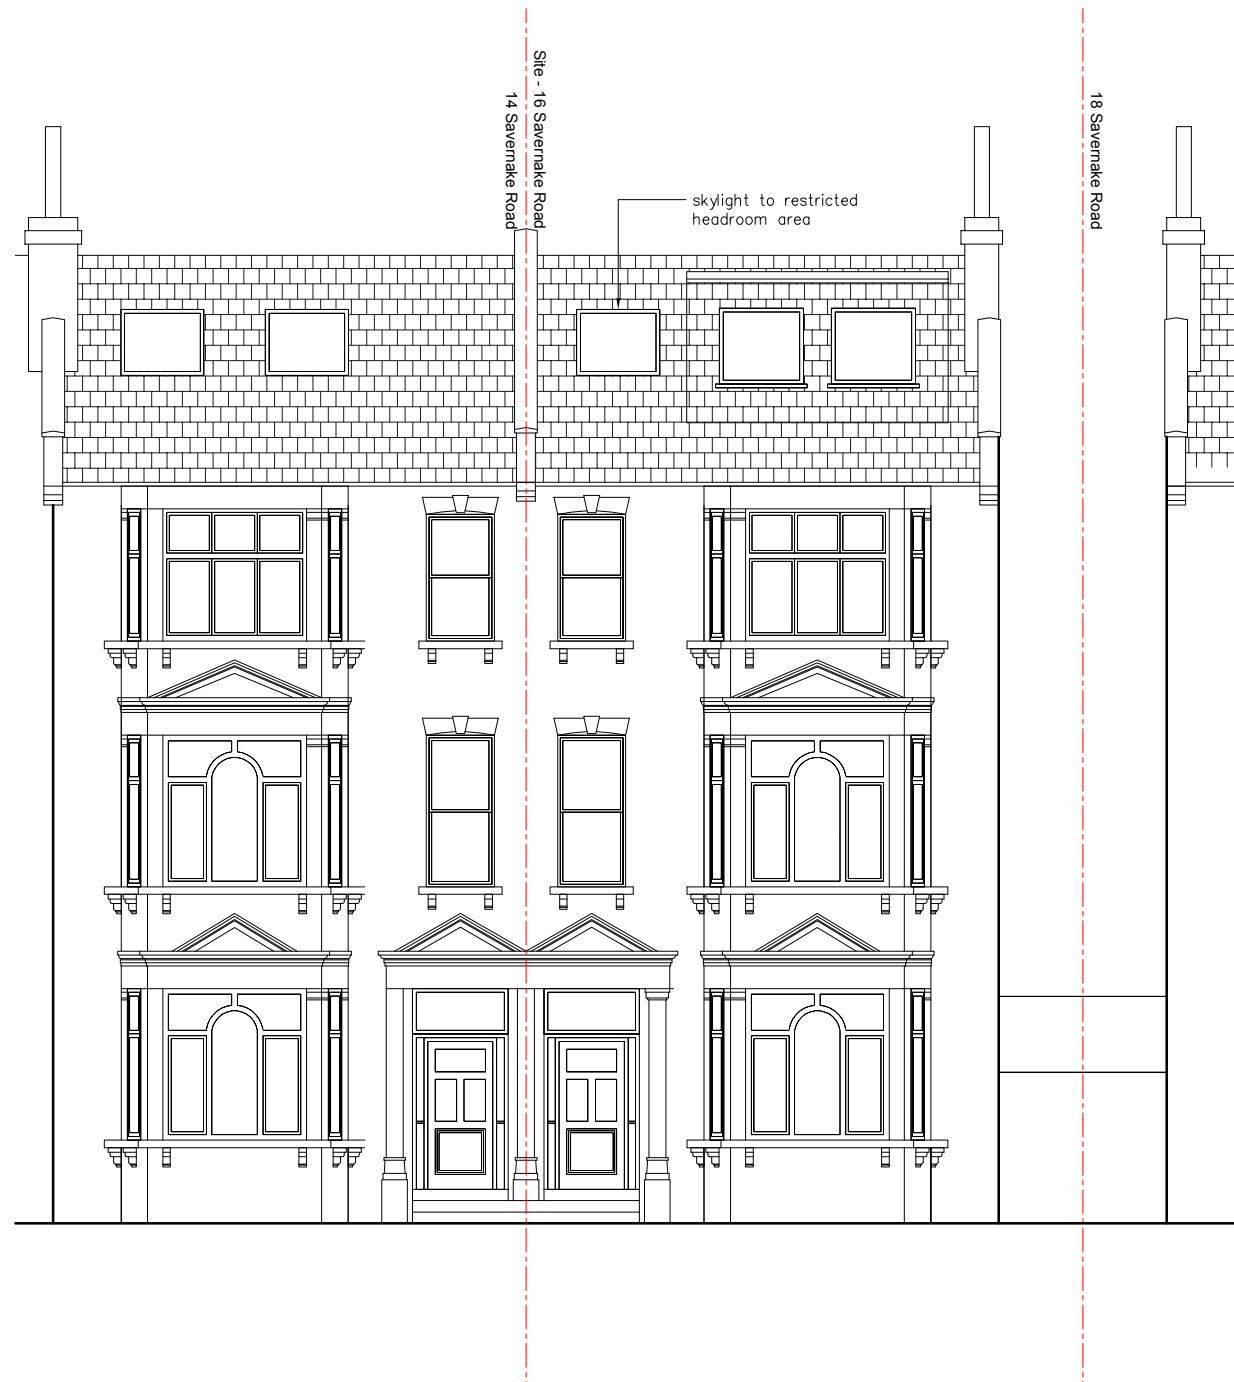 Site - 16 Savernake Road
14 Savernake Road
18 Savernake Road
skylight to restricted
headroom area